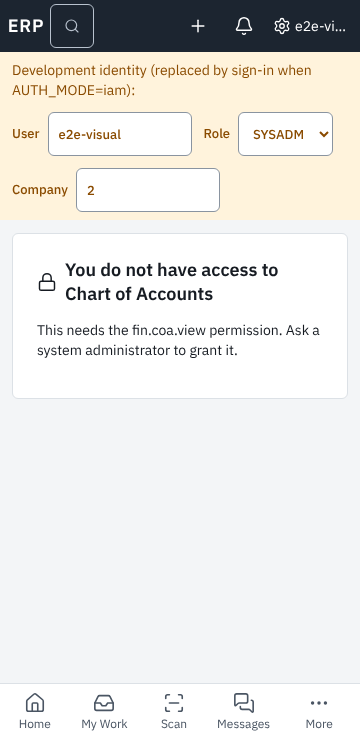 ERP
e2e-vi...
Development identity (replaced by sign-in when
AUTH_MODE=iam):
User e2e-visual Role SYSADM
Company 2
You do not have access to
Chart of Accounts
This needs the fin.coa.view permission. Ask a
system administrator to grant it.
Home My Work Scan Messages More